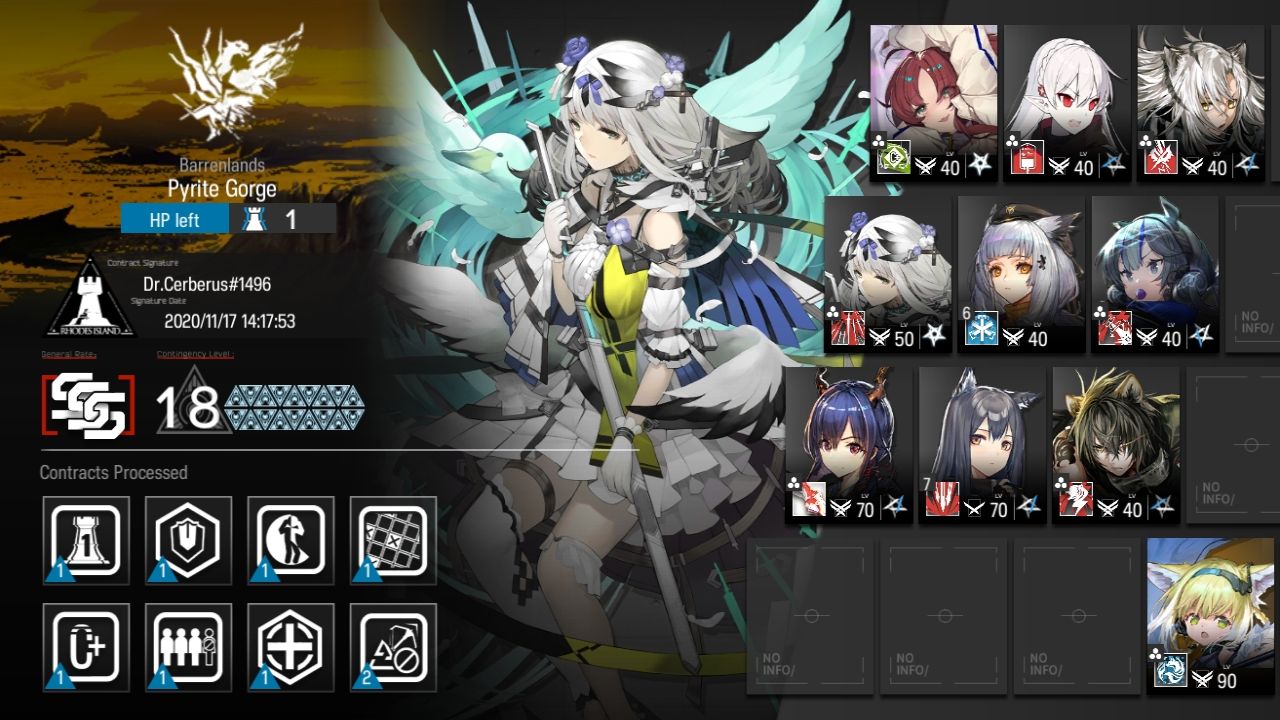 Barrenlands
Pyrite Gorge
HP left 1
Contract Signature
Dr.Cerberus#1496
Signature Date
2020/11/17 14:17:53
RHODES ISLAND
General Rate:
Contingency Level :
SSS
18
Contracts Processed
1
1
1
1
1
1
1
1
2
LV
40
LV
40
LV
40
LV
50
6
LV
40
LV
40
NO
INFO/
LV
70
7
LV
70
LV
40
NO
INFO/
NO
INFO/
NO
INFO/
NO
INFO/
LV
90